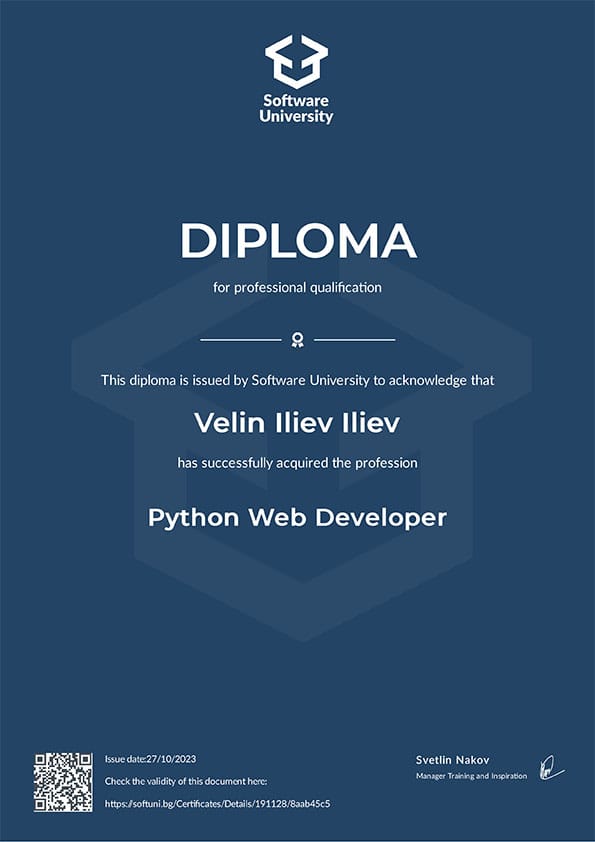 Software
University
DIPLOMA
for professional qualification
This diploma is issued by Software University to acknowledge that
Velin Iliev Iliev
has successfully acquired the profession
Python Web Developer
Issue date:27/10/2023
Check the validity of this document here:
https://softuni.bg/Certificates/Details/191128/8aab45c5
Svetlin Nakov
Manager Training and Inspiration